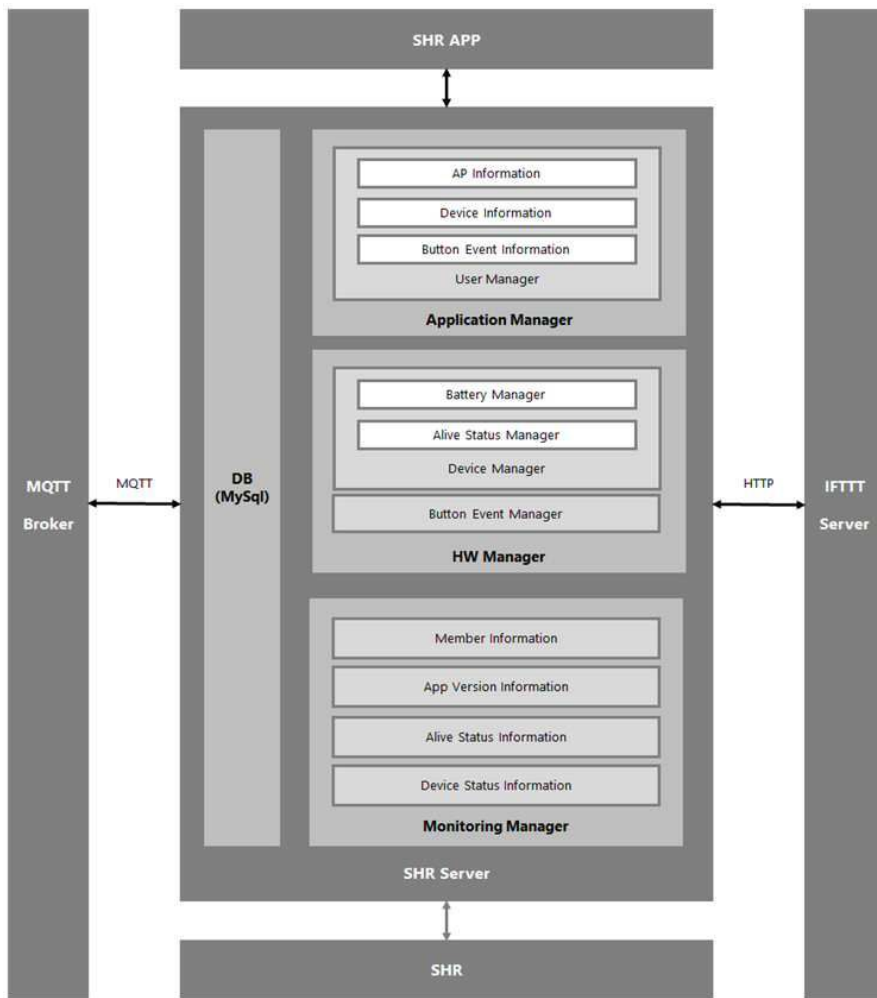 SHR APP
AP Information
Device Information
Button Event Information
User Manager
Application Manager
Battery Manager
Alive Status Manager
Device Manager
Button Event Manager
HW Manager
DB
(MySql)
MQTT
Broker
MQTT
HTTP
IFTTT
Server
Member Information
App Version Information
Alive Status Information
Device Status Information
Monitoring Manager
SHR Server
SHR